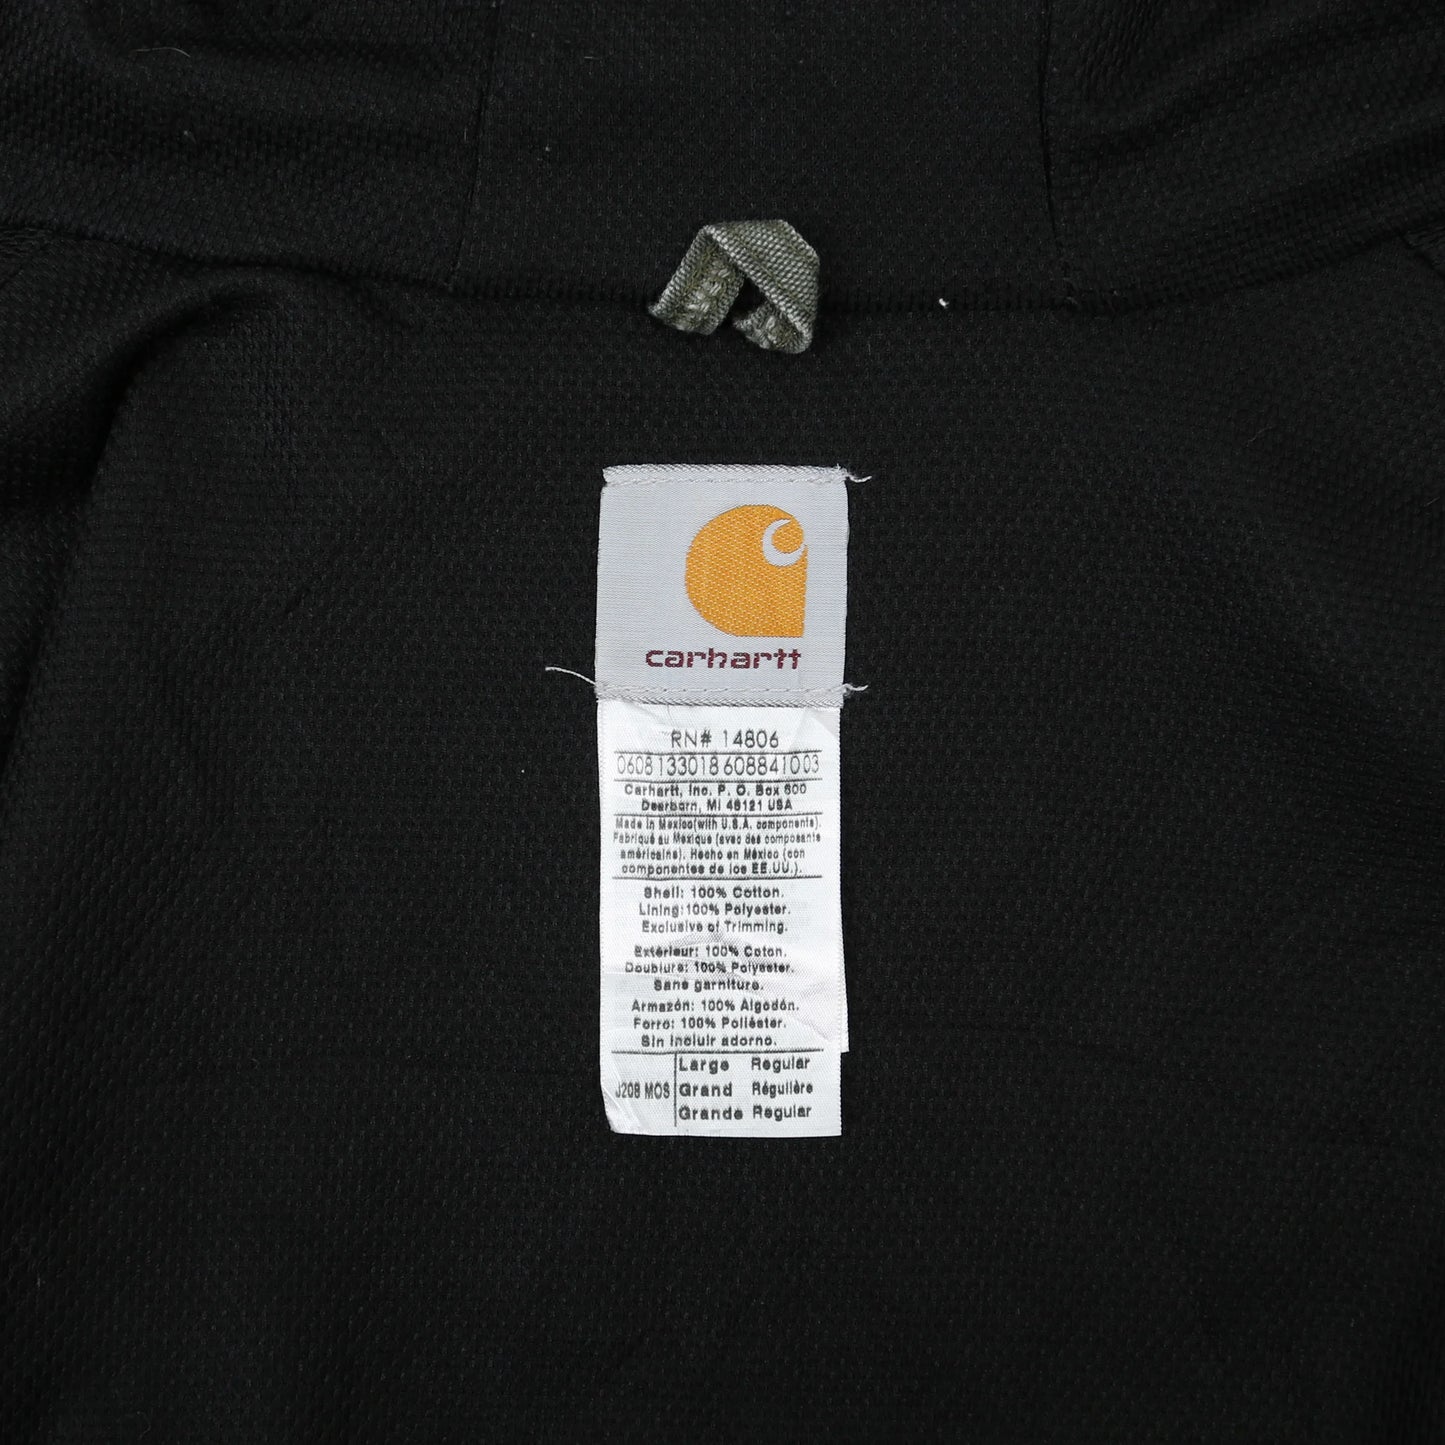 carhartt
RN# 14806
0608133018608841003
Carhartt, Inc. P. O. Box 600
Dearborn, MI 48121 USA
Made in Mexico(with U.S.A. components).
Fabriqué au Mexique (avec des composants
américains). Hecho en México (con
componentes de los EE.UU.).
Shell: 100% Cotton.
Lining:100% Polyester.
Exclusive of Trimming.
Extérieur: 100% Coton.
Doublure: 100% Polyester.
Sans garniture.
Armazón: 100% Algodón.
Forro: 100% Poliéster.
Sin incluir adorno.
Large Regular
J208 MOS Grand Régulière
Grande Regular